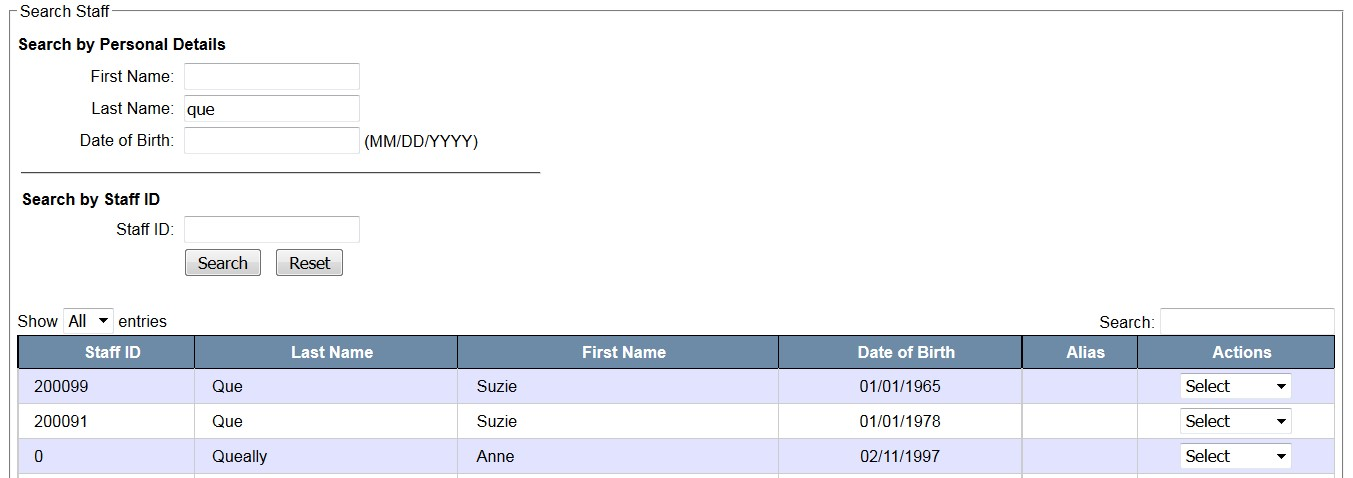 Search Staff
Search by Personal Details
First Name:
Last Name: que
Date of Birth: (MM/DD/YYYY)
Search by Staff ID
Staff ID:
Search Reset
Show All entries Search:
Staff ID Last Name First Name Date of Birth Alias Actions
200099 Que Suzie 01/01/1965 Select
200091 Que Suzie 01/01/1978 Select
0 Queally Anne 02/11/1997 Select